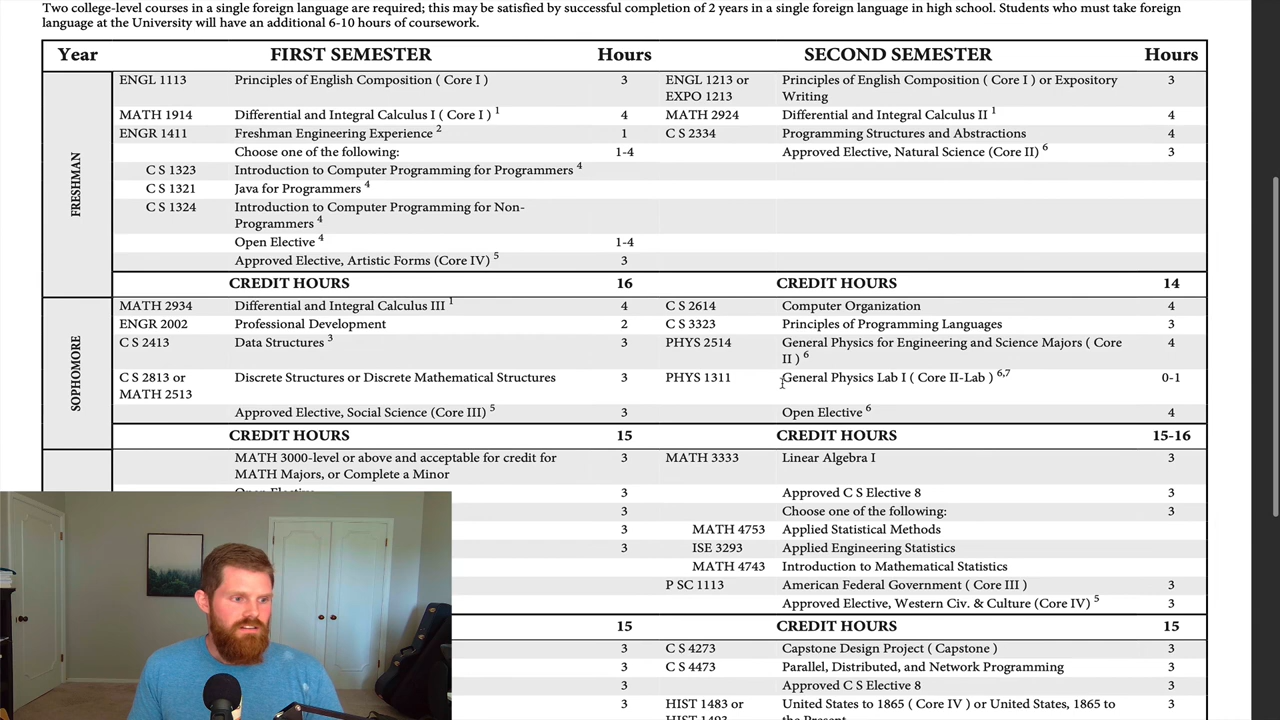 Two college-level courses in a single foreign language are required; this may be satisfied by successful completion of 2 years in a single foreign language in high school. Students who must take foreign
language at the University will have an additional 6-10 hours of coursework.
Year FIRST SEMESTER Hours SECOND SEMESTER Hours
FRESHMAN
ENGL 1113 Principles of English Composition ( Core I ) 3 ENGL 1213 or Principles of English Composition ( Core I ) or Expository 3
EXPO 1213 Writing
MATH 1914 Differential and Integral Calculus I ( Core I ) 1 4 MATH 2924 Differential and Integral Calculus II 1 4
ENGR 1411 Freshman Engineering Experience 2 1 C S 2334 Programming Structures and Abstractions 4
Choose one of the following: 1-4 Approved Elective, Natural Science (Core II) 6 3
C S 1323 Introduction to Computer Programming for Programmers 4
C S 1321 Java for Programmers 4
C S 1324 Introduction to Computer Programming for Non-
Programmers 4
Open Elective 4 1-4
Approved Elective, Artistic Forms (Core IV) 5 3
CREDIT HOURS 16 CREDIT HOURS 14
SOPHOMORE
MATH 2934 Differential and Integral Calculus III 1 4 C S 2614 Computer Organization 4
ENGR 2002 Professional Development 2 C S 3323 Principles of Programming Languages 3
C S 2413 Data Structures 3 3 PHYS 2514 General Physics for Engineering and Science Majors ( Core 4
II ) 6
C S 2813 or Discrete Structures or Discrete Mathematical Structures 3 PHYS 1311 General Physics Lab I ( Core II-Lab ) 6,7 0-1
MATH 2513
Approved Elective, Social Science (Core III) 5 3 Open Elective 6 4
CREDIT HOURS 15 CREDIT HOURS 15-16
MATH 3000-level or above and acceptable for credit for 3 MATH 3333 Linear Algebra I 3
MATH Majors, or Complete a Minor
Open Elective 3 Approved C S Elective 8 3
3 Choose one of the following: 3
3 MATH 4753 Applied Statistical Methods
3 ISE 3293 Applied Engineering Statistics
MATH 4743 Introduction to Mathematical Statistics
P SC 1113 American Federal Government ( Core III ) 3
Approved Elective, Western Civ. & Culture (Core IV) 5 3
15 CREDIT HOURS 15
3 C S 4273 Capstone Design Project ( Capstone ) 3
3 C S 4473 Parallel, Distributed, and Network Programming 3
3 Approved C S Elective 8 3
3 HIST 1483 or United States to 1865 ( Core IV ) or United States, 1865 to 3
HIST 1493 the Present